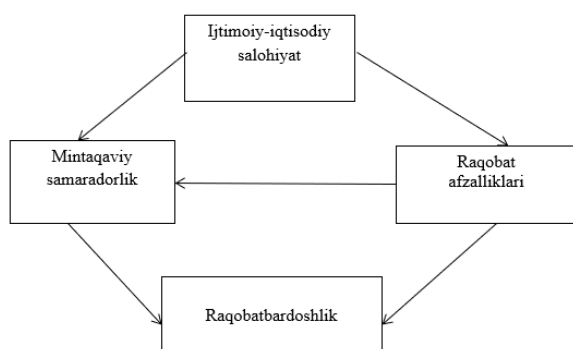 Ijtimoiy-iqtisodiy
salohiyat
Mintaqaviy
samaradorlik
Raqobat
afzalliklari
Raqobatbardoshlik